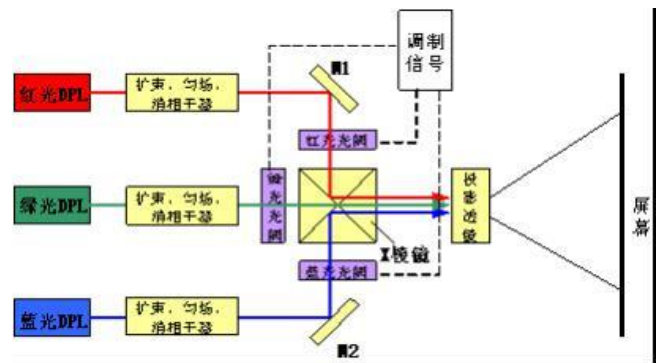 调制
信号
M1
红光DPL
扩束、匀场、
消相干器
红光光阀
绿光DPL
扩束、匀场、
消相干器
绿光光阀
投影透镜
屏幕
X棱镜
蓝光光阀
蓝光DPL
扩束、匀场、
消相干器
M2